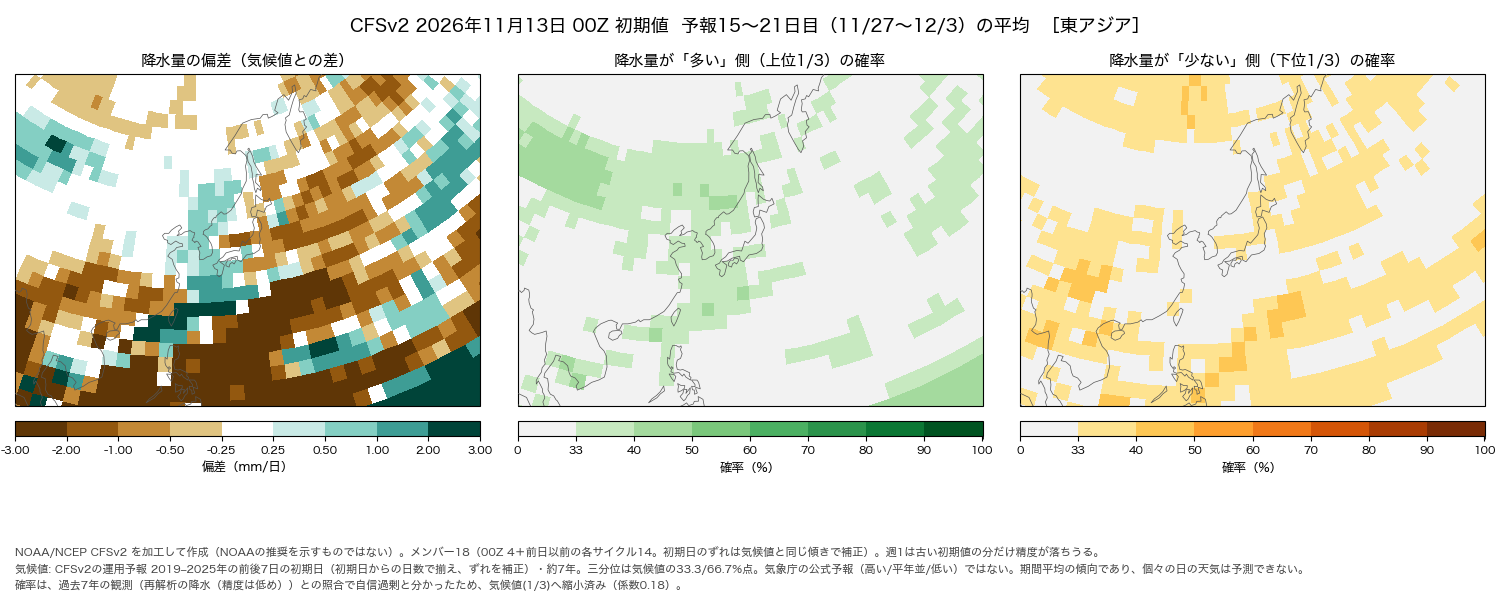 CFSv2 2026年11月13日 00Z 初期値 予報15〜21日目（11/27〜12/3）の平均 ［東アジア］
降水量の偏差（気候値との差）
降水量が「多い」側（上位1/3）の確率
降水量が「少ない」側（下位1/3）の確率
-3.00 -2.00 -1.00 -0.50 -0.25 0.25 0.50 1.00 2.00 3.00
偏差（mm/日）
0 33 40 50 60 70 80 90 100
確率（%）
0 33 40 50 60 70 80 90 100
確率（%）
NOAA/NCEP CFSv2 を加工して作成（NOAAの推奨を示すものではない）。メンバー18（00Z 4＋前日以前の各サイクル14。初期日のずれは気候値と同じ傾きで補正）。週1は古い初期値の分だけ精度が落ちうる。
気候値: CFSv2の運用予報 2019–2025年の前後7日の初期日（初期日からの日数で揃え、ずれを補正）・約7年。三分位は気候値の33.3/66.7%点。気象庁の公式予報（高い/平年並/低い）ではない。期間平均の傾向であり、個々の日の天気は予測できない。
確率は、過去7年の観測（再解析の降水（精度は低め））との照合で自信過剰と分かったため、気候値(1/3)へ縮小済み（係数0.18）。